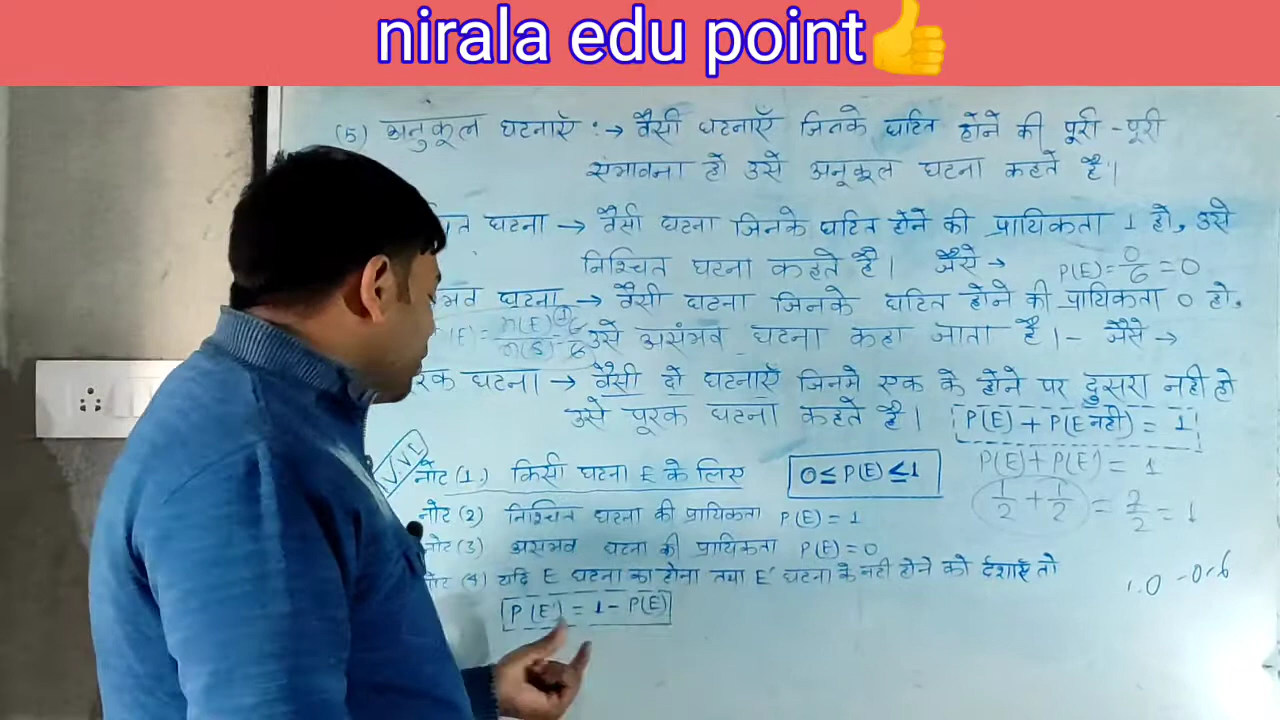 nirala edu point👍
(5) अनुकूल घटनाएँ :→ वैसी घटनाएँ जिनके घटित होने की पूरी-पूरी
संभावना हो उसे अनूकूल घटना कहते हैं।
घटना → वैसी घटना जिनके घटित होने की प्रायिकता 1 हो, उसे
निश्चित घटना कहते हैं। जैसे → P(E) = 0/6 = 0
घटना → वैसी घटना जिनके घटित होने की प्रायिकता 0 हो,
(E) = n(E)/n(S) = 6/6 उसे असंभव घटना कहा जाता है।- जैसे →
रक घटना → वैसी दो घटनाएँ जिनमे एक के होने पर दुसरा नही हो
उसे पूरक घटना कहते हैं। P(E) + P(E नही) = 1
P(E) + P(E') = 1
V.V.I
नोट (1.) किसी घटना E के लिए 0 ≤ P(E) ≤ 1
1/2 + 1/2 = 2/2 = 1
नोट (2) निश्चित घटना की प्रायिकता P(E) = 1
नोट (3) असंभव घटना की प्रायिकता P(E) = 0
नोट (4) यदि E घटना का होना तथा E' घटना के नही होने को दर्शाएँ तो
1.0 - 0.6
P(E') = 1 - P(E)